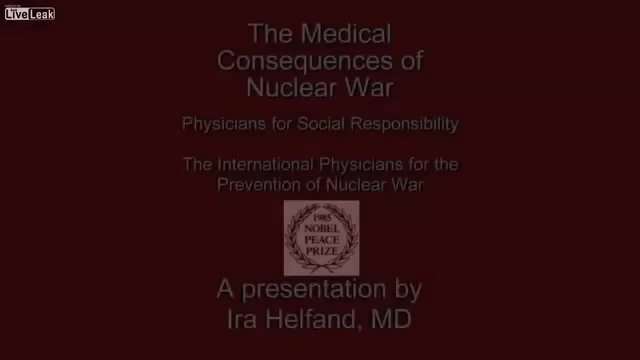 LiveLeak
The Medical
Consequences of
Nuclear War
Physicians for Social Responsibility
The International Physicians for the
Prevention of Nuclear War
1985
NOBEL
PEACE
PRIZE
A presentation by
Ira Helfand, MD